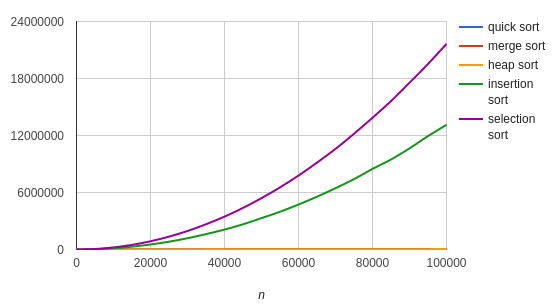 24000000
18000000
12000000
6000000
0
0
20000
40000
60000
80000
100000
n
quick sort
merge sort
heap sort
insertion
sort
selection
sort